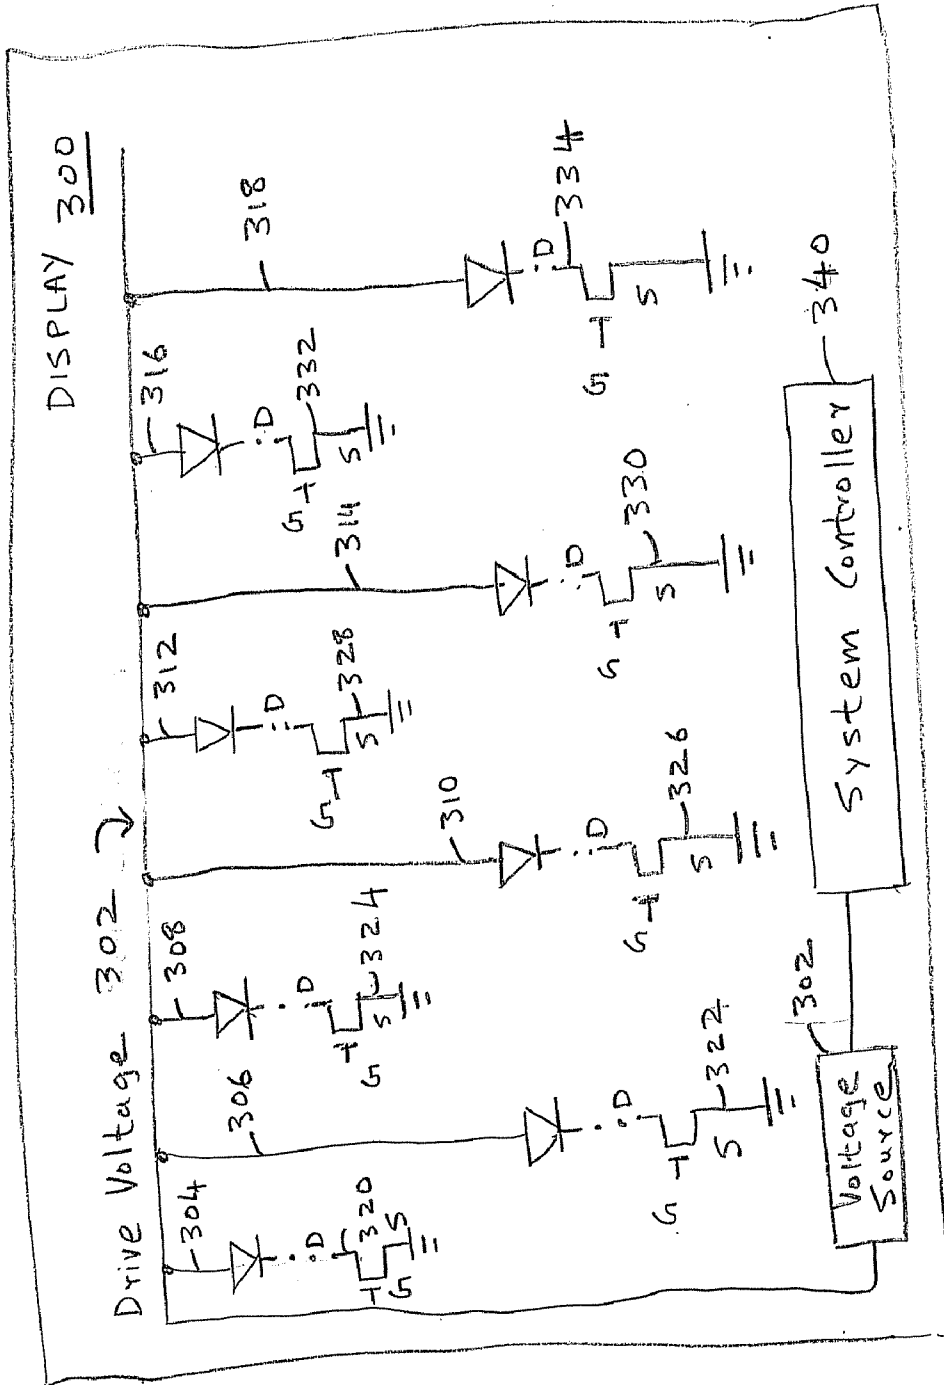 DISPLAY 300
Drive Voltage 302
304
306
308
310
312
314
316
318
D
320
G
S
D
322
G
S
D
324
G
S
D
326
G
S
D
328
G
S
D
330
G
S
D
332
G
S
D
334
G
S
302
Voltage
Source
System Controller
340